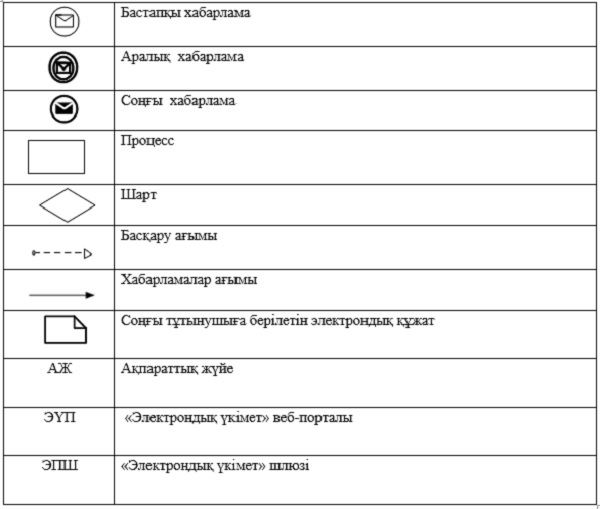 Бастапқы хабарлама
Аралық хабарлама
Соңғы хабарлама
Процесс
Шарт
Басқару ағымы
Хабарламалар ағымы
Соңғы тұтынушыға берілетін электрондық құжат
АЖ Ақпараттық жүйе
ЭҮП «Электрондық үкімет» веб-порталы
ЭПШ «Электрондық үкімет» шлюзі